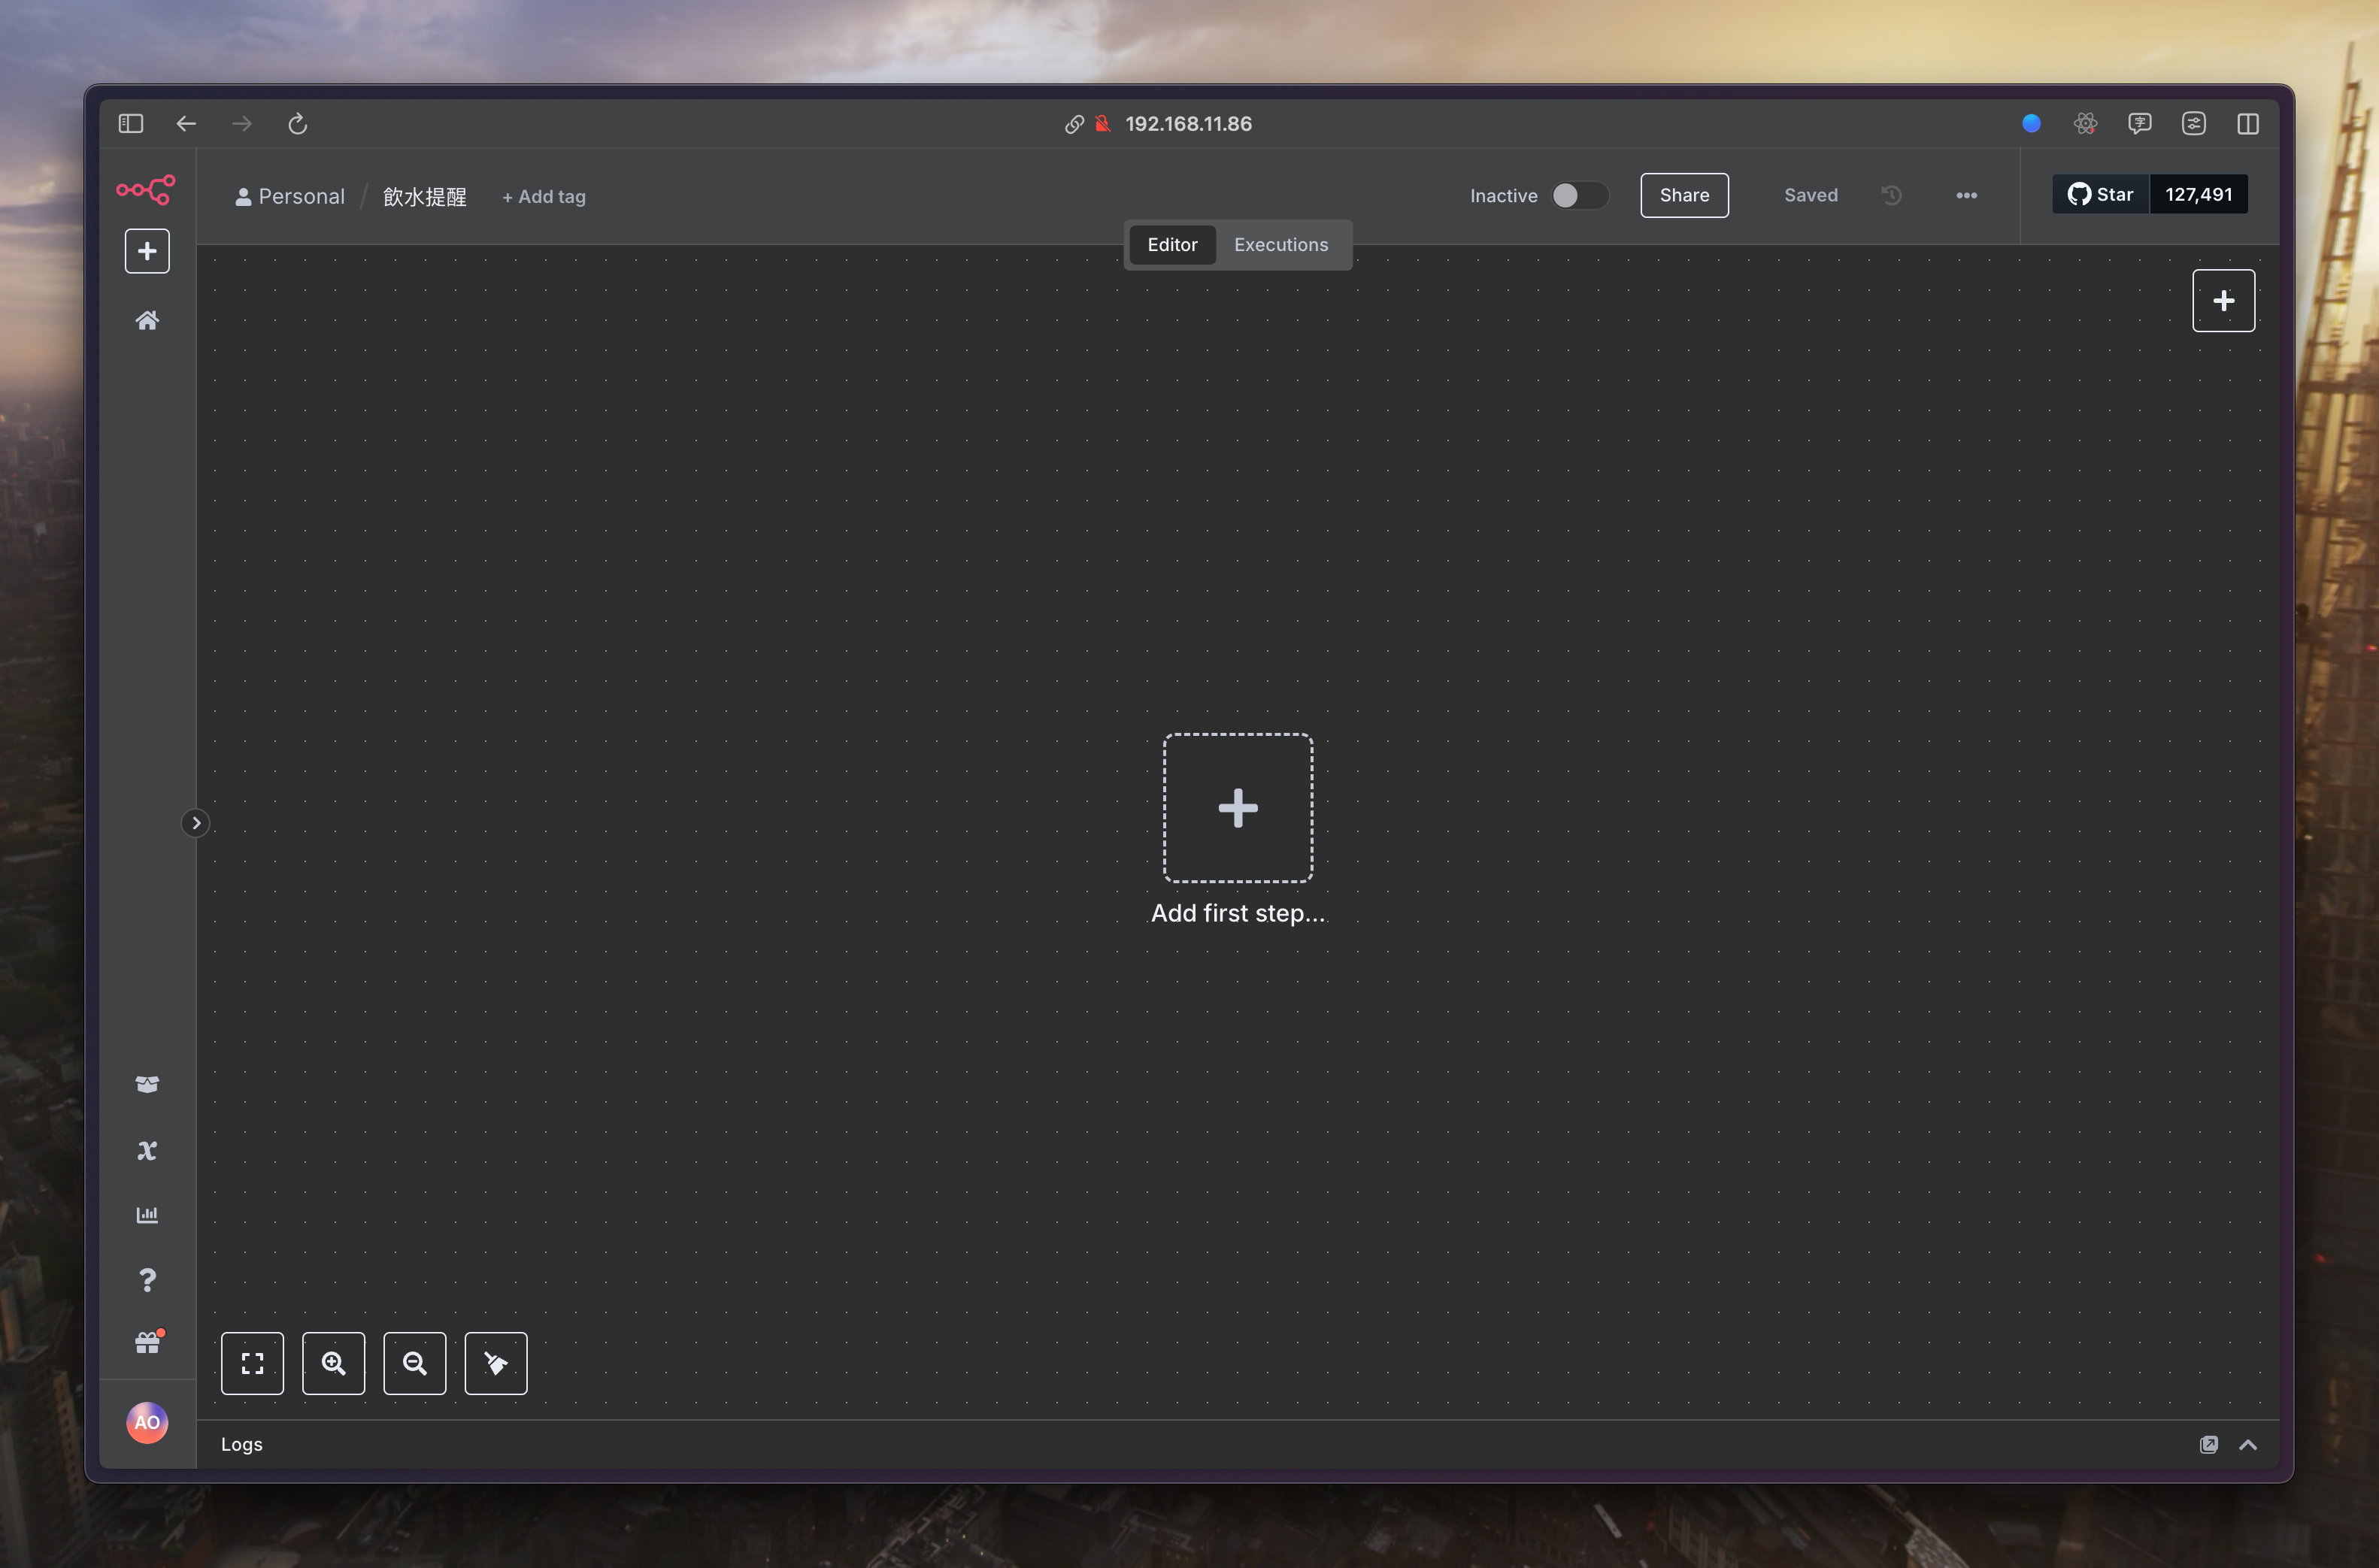 192.168.11.86
Personal / 飲水提醒 + Add tag
Inactive
Share
Saved
Star 127,491
Editor Executions
Add first step...
AO
Logs